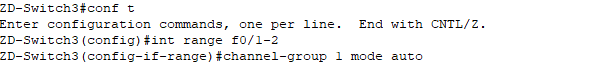 ZD-Switch3#conf t
Enter configuration commands, one per line.  End with CNTL/Z.
ZD-Switch3(config)#int range f0/1-2
ZD-Switch3(config-if-range)#channel-group 1 mode auto